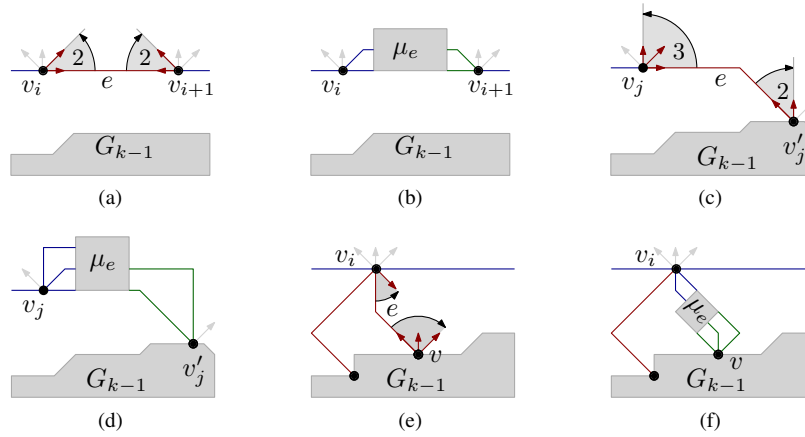 2 2
v_i e v_{i+1}
G_{k-1}
(a)
μ_e
v_i v_{i+1}
G_{k-1}
(b)
3
v_j e 2
G_{k-1} v'_j
(c)
μ_e
v_j
v'_j
G_{k-1}
(d)
v_i
e
v
G_{k-1}
(e)
v_i
μ_e
v
G_{k-1}
(f)